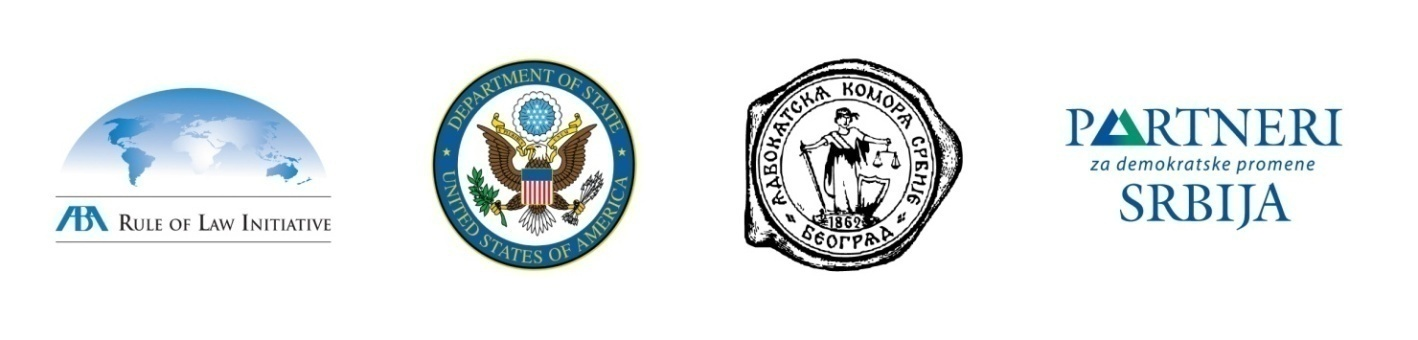 ABA RULE OF LAW INITIATIVE
DEPARTMENT OF STATE
UNITED STATES OF AMERICA
АДВОКАТСКА КОМОРА СРБИЈЕ
1862
БЕОГРАД
PARTNERI
za demokratske promene
SRBIJA